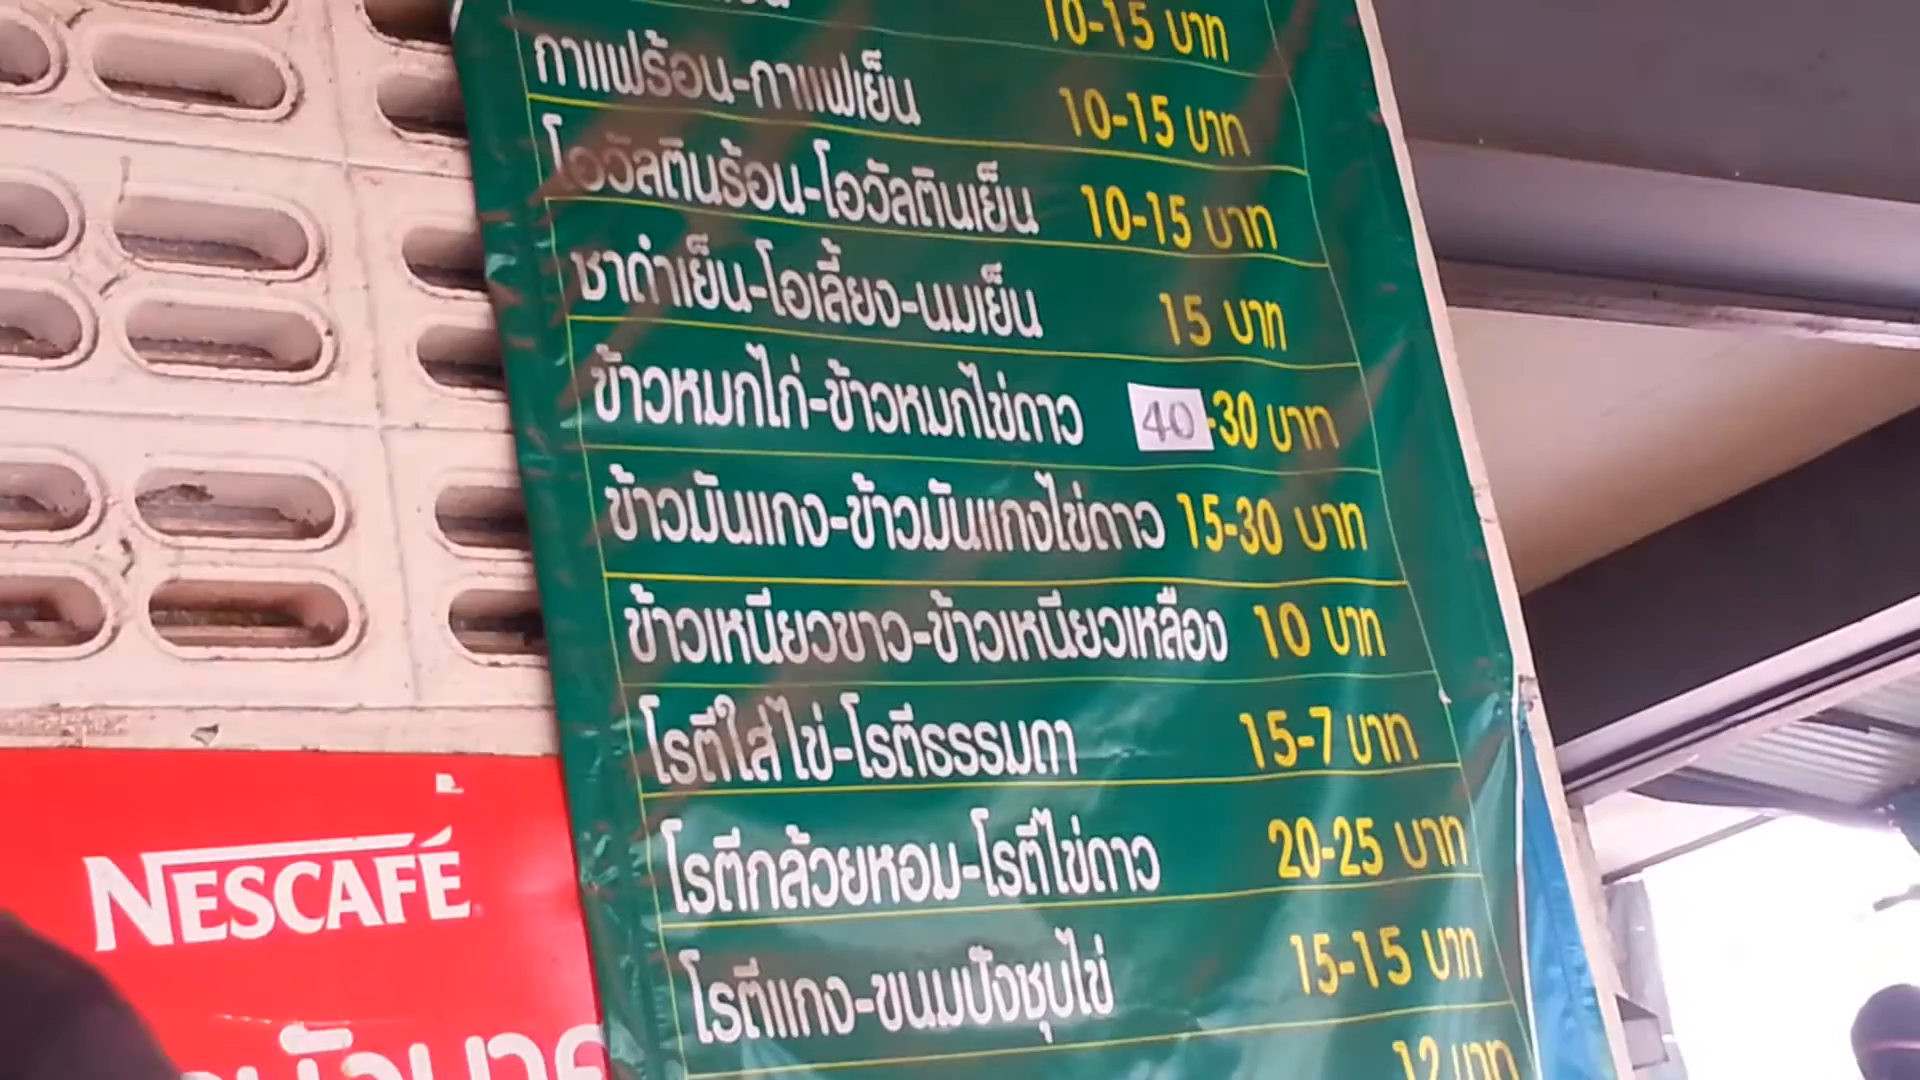 10-15 บาท
กาแฟร้อน-กาแฟเย็น 10-15 บาท
โอวัลตินร้อน-โอวัลตินเย็น 10-15 บาท
ชาดำเย็น-โอเลี้ยง-นมเย็น 15 บาท
ข้าวหมกไก่-ข้าวหมกไข่ดาว 40-30 บาท
ข้าวมันแกง-ข้าวมันแกงไข่ดาว 15-30 บาท
ข้าวเหนียวขาว-ข้าวเหนียวเหลือง 10 บาท
โรตีใส่ไข่-โรตีธรรมดา 15-7 บาท
โรตีกล้วยหอม-โรตีไข่ดาว 20-25 บาท
โรตีแกง-ขนมปังชุบไข่ 15-15 บาท
12 บาท
NESCAFÉ